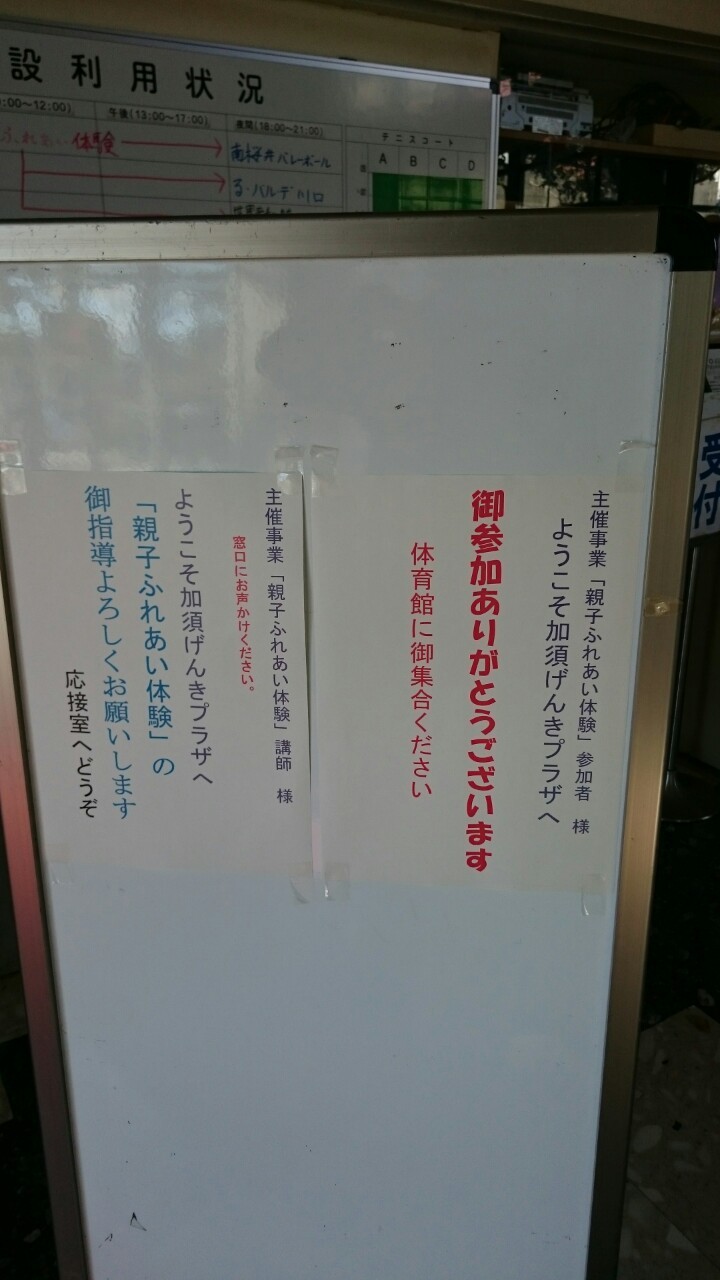 設利用状況
:00～12:00)
午後(13:00～17:00)
夜間(18:00～21:00)
テニスコート
A B C D
ふれあい体験
南桜井バレーボール
る・バルデ川口
受付
主催事業「親子ふれあい体験」参加者 様
ようこそ加須げんきプラザへ
御参加ありがとうございます
体育館に御集合ください
主催事業「親子ふれあい体験」講師 様
窓口にお声かけください。
ようこそ加須げんきプラザへ
「親子ふれあい体験」の
御指導よろしくお願いします
応接室へどうぞ